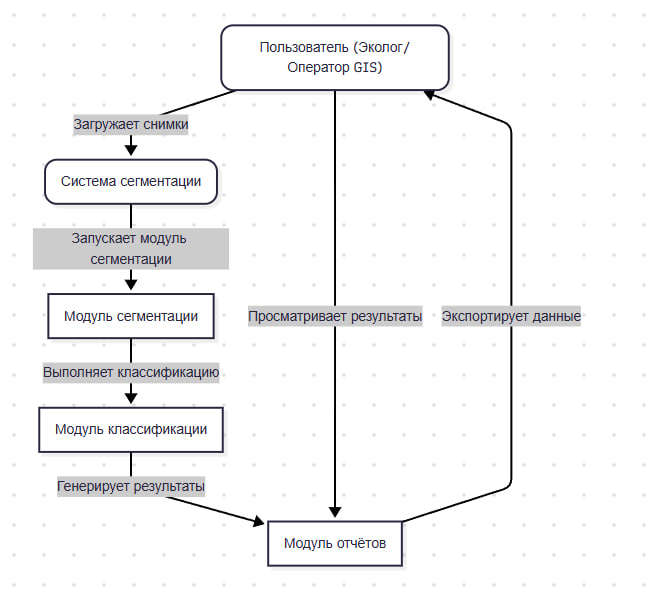 Пользователь (Эколог/
Оператор GIS)
Загружает снимки
Система сегментации
Запускает модуль
сегментации
Модуль сегментации
Просматривает результаты
Экспортирует данные
Выполняет классификацию
Модуль классификации
Генерирует результаты
Модуль отчётов